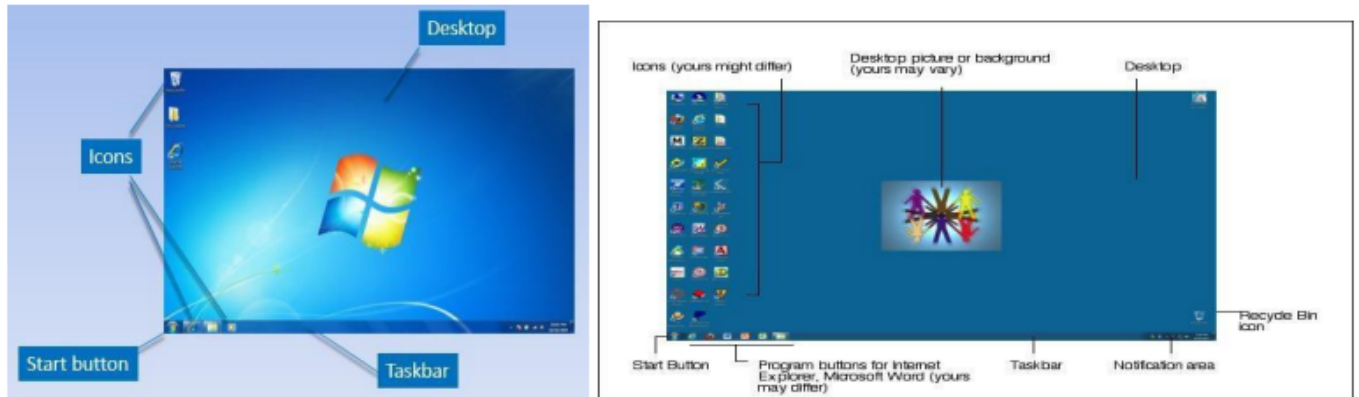 Desktop
Icons
Start button
Taskbar
Icons (yours might differ)
Desktop picture or background
(yours may vary)
Desktop
Recycle Bin
icon
Start Button
Program buttons for Internet
Explorer, Microsoft Word (yours
may differ)
Taskbar
Notification area